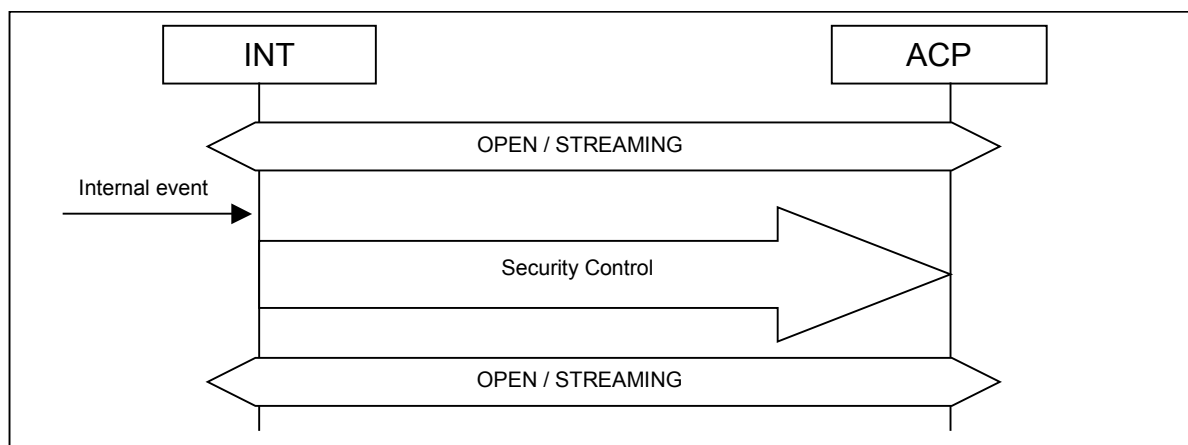 INT
ACP
OPEN / STREAMING
Internal event
Security Control
OPEN / STREAMING